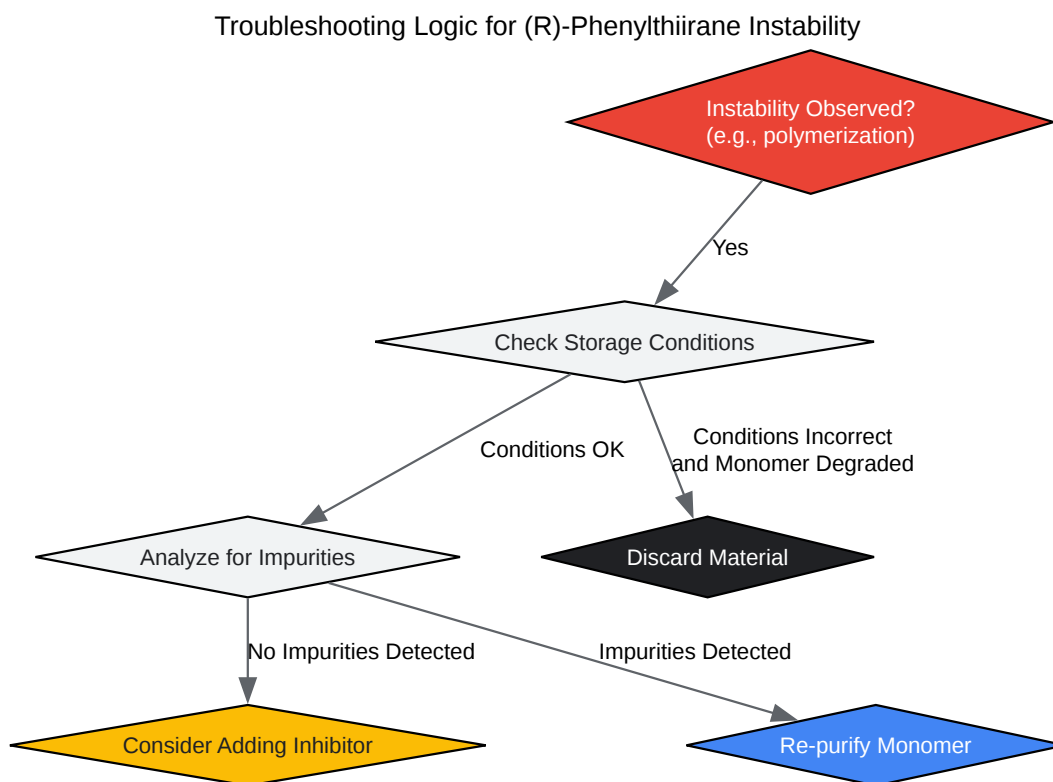 Troubleshooting Logic for (R)-Phenylthiirane Instability
Instability Observed?
(e.g., polymerization)
Yes
Check Storage Conditions
Conditions OK
Conditions Incorrect
and Monomer Degraded
Analyze for Impurities
Discard Material
No Impurities Detected
Impurities Detected
Consider Adding Inhibitor
Re-purify Monomer